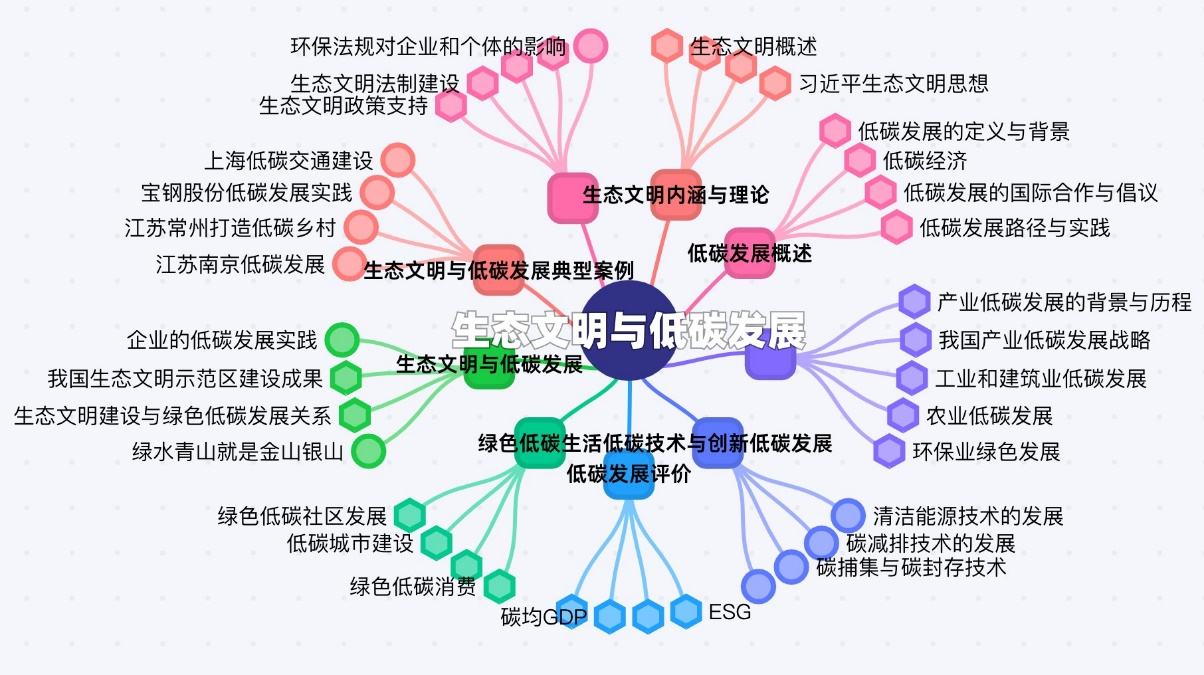 环保法规对企业和个体的影响
生态文明概述
生态文明法制建设
习近平生态文明思想
生态文明政策支持
低碳发展的定义与背景
上海低碳交通建设
低碳经济
宝钢股份低碳发展实践
生态文明内涵与理论
低碳发展的国际合作与倡议
江苏常州打造低碳乡村
低碳发展路径与实践
低碳发展概述
江苏南京低碳发展
生态文明与低碳发展典型案例
产业低碳发展的背景与历程
生态文明与低碳发展
企业的低碳发展实践
我国产业低碳发展战略
生态文明与低碳发展
我国生态文明示范区建设成果
工业和建筑业低碳发展
生态文明建设与绿色低碳发展关系
农业低碳发展
绿水青山就是金山银山
绿色低碳生活低碳技术与创新低碳发展
环保业绿色发展
低碳发展评价
绿色低碳社区发展
清洁能源技术的发展
低碳城市建设
碳减排技术的发展
碳捕集与碳封存技术
绿色低碳消费
碳均GDP
ESG